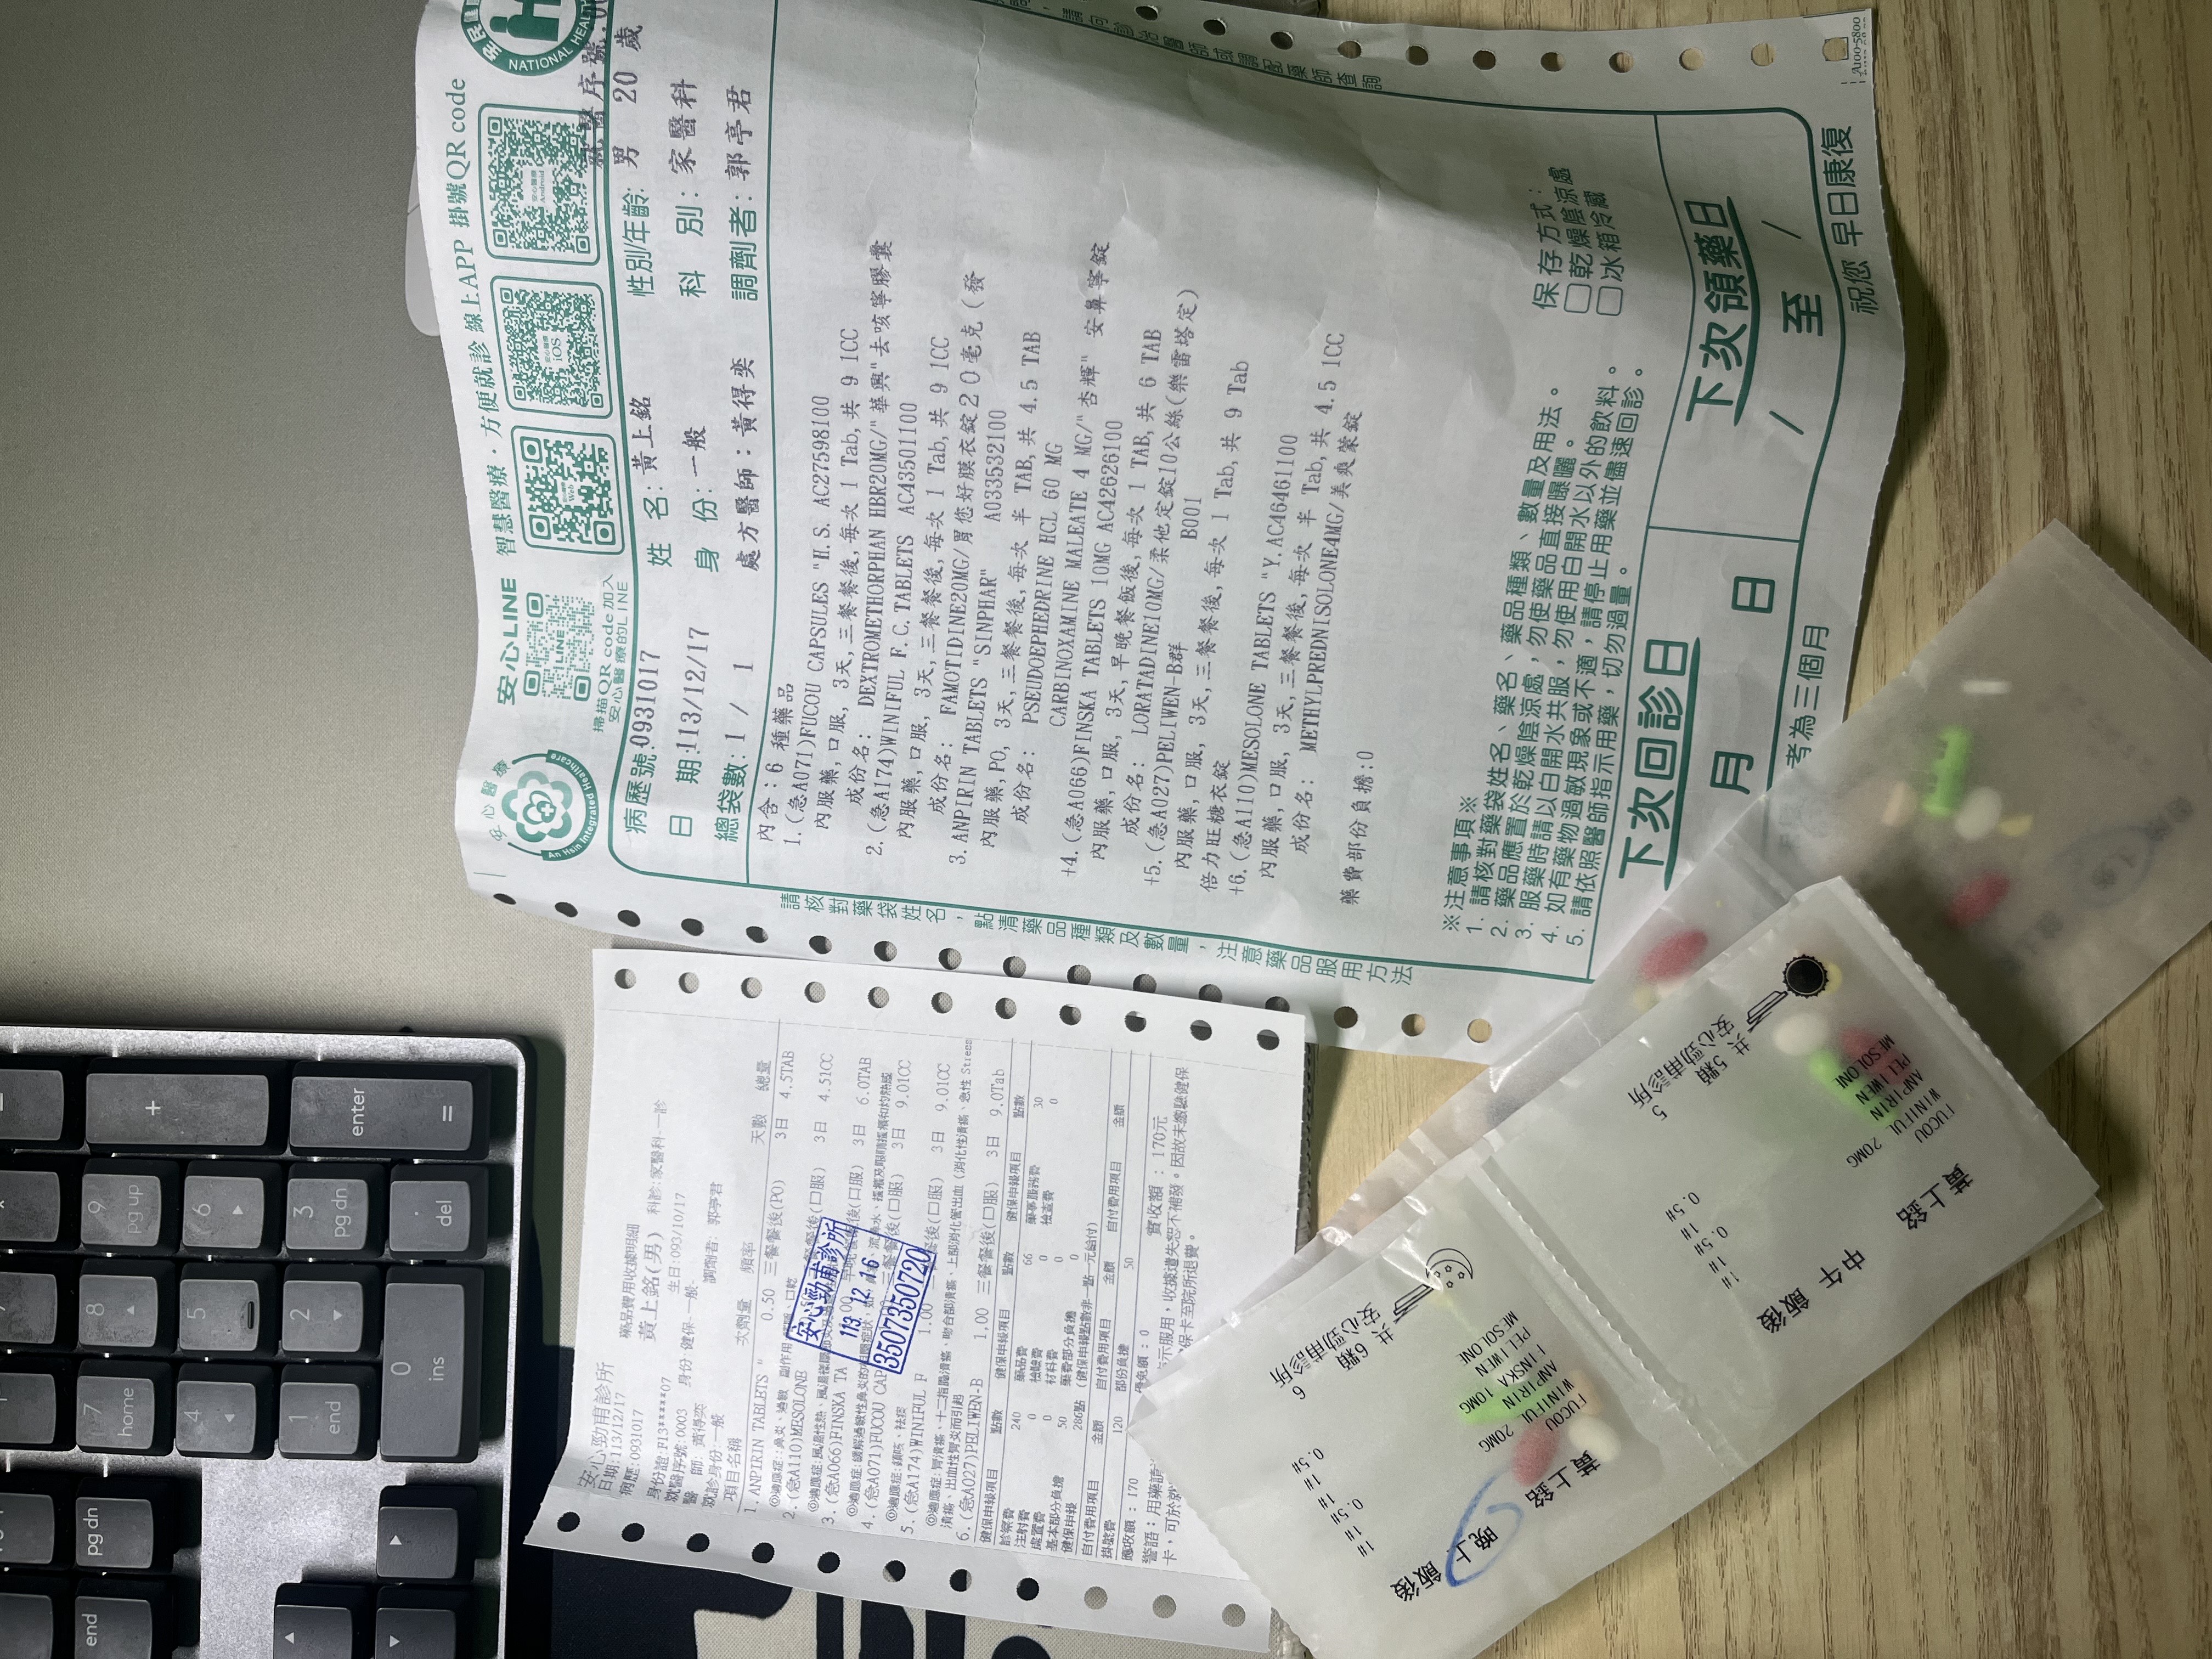 end
pg dn
7
home
8
9
pg up
+
4
5
6
1
end
2
3
pg dn
enter
0
ins
.
del
=
安心勁甫診所
日期:113/12/17
藥品費用收據明細
病歷:0931017
黃上銘(男) 科診:家醫科-一診
身份證:F13*****07
生日:093/10/17
就醫序號:0003 身份:健保-一般-
醫 師: 黃得奕
調劑者: 郭亭君
就診身份:一般
項目名稱 次劑量 頻率 天數 總量
1.ANPIRIN TABLETS " 0.50 三餐餐後(PO) 3日 4.5TAB
◎適應症:鼻炎、過敏 副作用 口乾
2.(急A110)MESOLONE 餐後(口服) 3日 4.51CC
3.(急A066)FINSKA TA 早晚餐 (口服) 3日 6.0TAB
◎適應症:緩解過敏性鼻炎的相關症狀,如 流鼻水、搔癢及眼睛搔癢和灼熱感
4.(急A071)FUCOU CAP 三餐餐後(口服) 3日 9.01CC
◎適應症:鎮咳、祛痰
5.(急A174)WINIFUL F 1.00 三餐餐後(口服) 3日 9.01CC
◎適應症:胃潰瘍、十二指腸潰瘍、吻合部潰瘍、上部消化管出血(消化性潰瘍、急性 Stress
潰瘍、出血性胃炎而引起
6.(急A027)PELIWEN-B 1.00 三餐餐後(口服) 3日 9.0Tab
健保申報項目 點數 健保申報項目 點數 健保申報項目 點數
診察費 240 藥品費 66 藥事服務費 30
注射費 0 檢驗費 0 檢查費 0
處置費 0 材料費 0
基本部分負擔 50 藥費部分負擔 0
健保申報 286點 (健保申報點數非一點一元給付)
自付費用項目 金額 自付費用項目 金額 自付費用項目 金額
掛號費 120 部份負擔 50
應收額 : 170 優免額 : 0 實收額 : 170元
警語:用藥請 示服用,收據遺失恕不補發。因故未繳驗健保
卡,可於就 保卡至院所退費。
安心勁甫診所
113. 12. 16
3507350720
安心醫療
An Hsin Integrated Healthcare
安心LINE
LINE
掃描QR code加入
安心醫療的LINE
智慧醫療.方便就診 線上APP 掛號QR code
Web
安心醫療
iOS
安心醫療
Android
全民健
NATIONAL HEALT
就醫序號:00
病歷號:0931017 姓 名:黃上銘 性別/年齡: 男 20 歲
日 期:113/12/17 身 份:一般 科 別: 家醫科
總袋數: 1 / 1 處方醫師:黃得奕 調劑者: 郭亭君
內含:6 種藥品
1.(急A071)FUCOU CAPSULES "H.S. AC27598100
內服藥,口服, 3天,三餐餐後,每次 1 Tab,共 9 1CC
成份名: DEXTROMETHORPHAN HBR20MG/"華興"去咳寧膠囊
2.(急A174)WINIFUL F.C.TABLETS AC43501100
內服藥,口服, 3天,三餐餐後,每次 1 Tab,共 9 1CC
成份名: FAMOTIDINE20MG/胃您好膜衣錠20毫克(發
3.ANPIRIN TABLETS "SINPHAR" A033532100
內服藥,PO, 3天,三餐餐後,每次 半 TAB,共 4.5 TAB
成份名: PSEUDOEPHEDRINE HCL 60 MG
CARBINOXAMINE MALEATE 4 MG/"杏輝" 安鼻寧錠
+4.(急A066)FINSKA TABLETS 10MG AC42626100
內服藥,口服, 3天,早晚餐飯後,每次 1 TAB,共 6 TAB
成份名: LORATADINE10MG/柔他定錠10公絲(樂雷塔定)
+5.(急A027)PELIWEN-B群 B001
內服藥,口服, 3天,三餐餐後,每次 1 Tab,共 9 Tab
倍力旺糖衣錠
+6.(急A110)MESOLONE TABLETS "Y.AC46461100
內服藥,口服, 3天,三餐餐後,每次 半 Tab,共 4.5 1CC
成份名: METHYLPREDNISOLONE4MG/美爽蒙錠
藥費部份負擔:0
請核對藥袋姓名,點清藥品種類及數量,注意藥品服用方法
請向診治醫師或調配藥師查詢
※注意事項※
1. 請核對藥袋姓名、藥名、藥品種類、數量及用法。
2. 藥品應置於乾燥陰涼處,勿使藥品直接曝曬。
3. 服藥時請以白開水共服,勿使用白開水以外的飲料。
4. 如有藥物過敏現象或不適,請停止用藥並儘速回診。
5. 請依照醫師指示用藥,切勿過量。
保存方式:
乾燥陰涼處
冰箱冷藏
下次回診日
月 日
下次領藥日
/ 至 /
考為三個月
祝您 早日康復
A100-5800
黃上銘 晚上 飯後
FUCOU 1#
WINIFUL 20MG 1#
ANPIRIN 0.5#
FINSKA 10MG 1#
PELIWEN 1#
MESOLONE 0.5#
共 6顆 6
安心勁甫診所
黃上銘 中午 飯後
FUCOU 1#
WINIFUL 20MG 1#
ANPIRIN 0.5#
PELIWEN 1#
MESOLONE 0.5#
共 5顆 5
安心勁甫診所